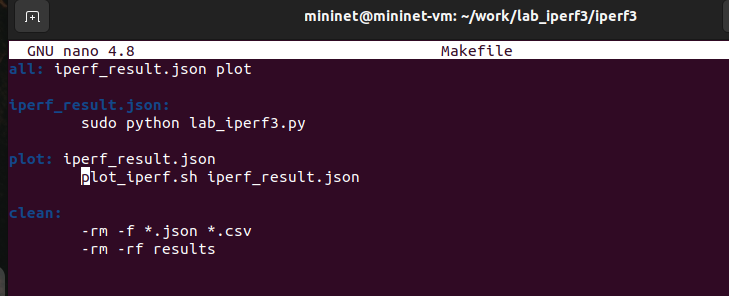 mininet@mininet-vm: ~/work/lab_iperf3/iperf3
GNU nano 4.8 Makefile
all: iperf_result.json plot
iperf_result.json:
sudo python lab_iperf3.py
plot: iperf_result.json
plot_iperf.sh iperf_result.json
clean:
-rm -f *.json *.csv
-rm -rf results